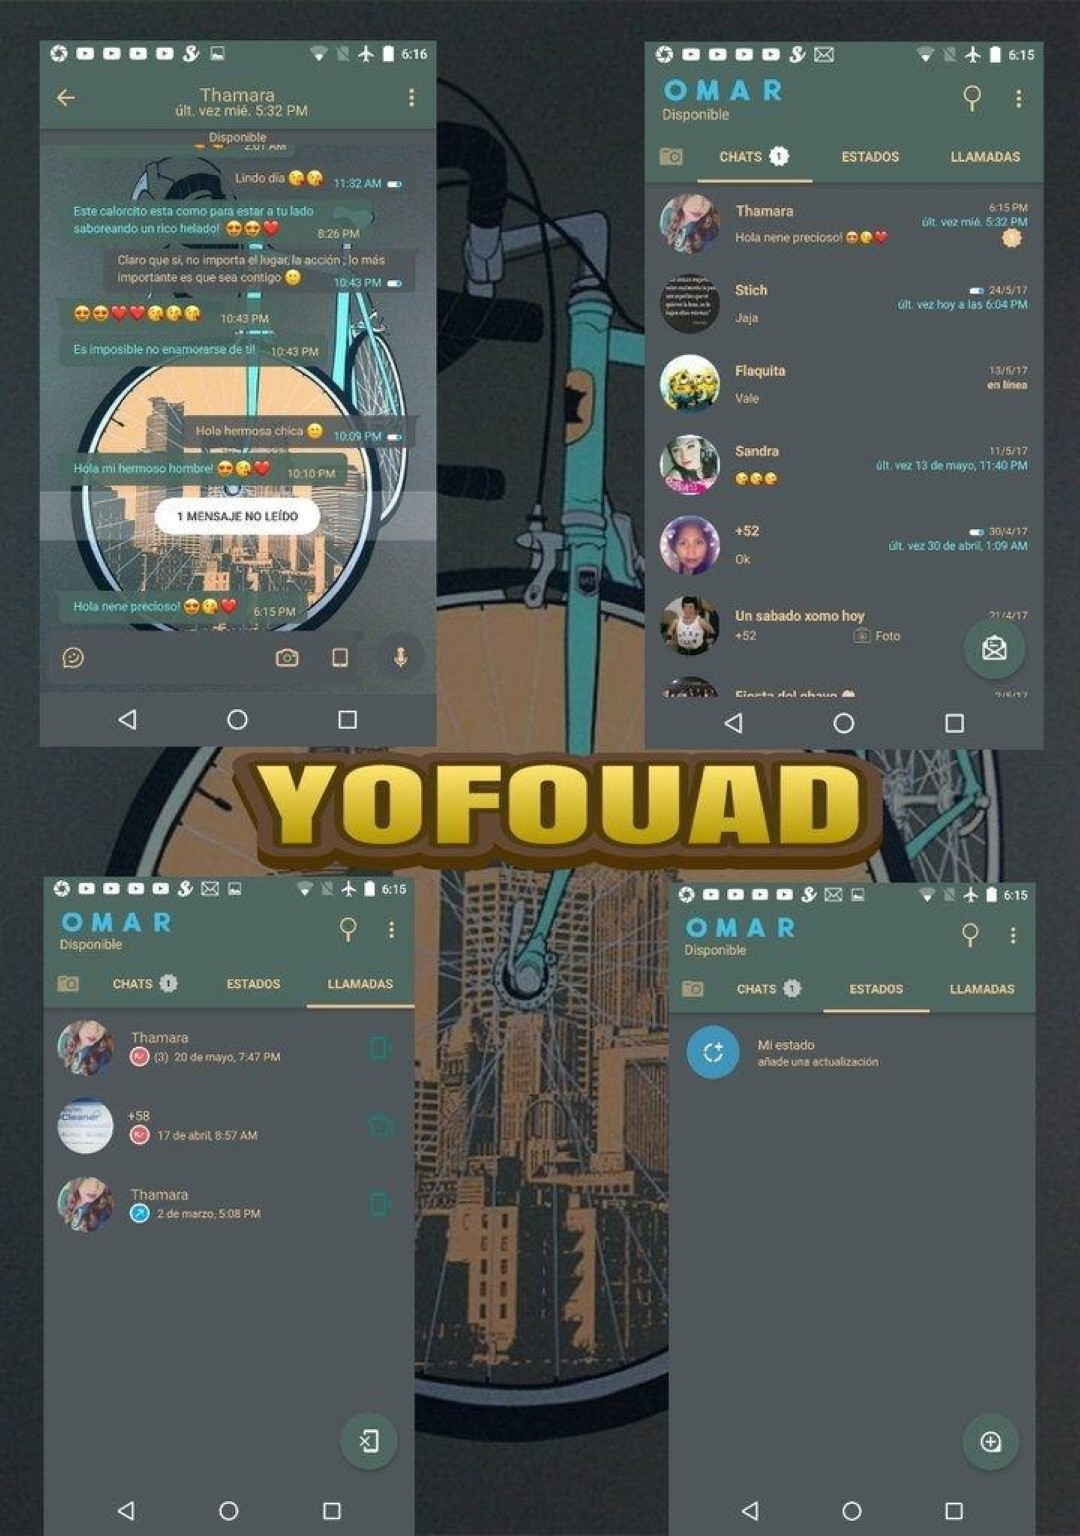 6:16
Thamara
últ. vez mié. 5:32 PM
Disponible
2:01 AM
Lindo día 😘😘 11:32 AM
Este calorcito esta como para estar a tu lado
saboreando un rico helado! 😍😍❤️ 8:26 PM
Claro que si, no importa el lugar, la acción ; lo mas
importante es que sea contigo 🙂 10:43 PM
😍😍❤️❤️😘😘😘 10:43 PM
Es imposible no enamorarse de ti! 10:43 PM
Hola hermosa chica 🙂 10:09 PM
Hola mi hermoso hombre! 😍😘❤️ 10:10 PM
1 MENSAJE NO LEÍDO
Hola nene precioso! 😍😘❤️ 6:15 PM
6:15
OMAR
Disponible
CHATS 1 ESTADOS LLAMADAS
Thamara 6:15 PM
últ. vez mié. 5:32 PM
Hola nene precioso! 😍😘❤️ 1
Stich 24/5/17
últ. vez hoy a las 6:04 PM
Jaja
Flaquita 13/5/17
en línea
Vale
Sandra 11/5/17
últ. vez 13 de mayo, 11:40 PM
😘😘😘
+52 30/4/17
últ. vez 30 de abril, 1:09 AM
Ok
Un sabado xomo hoy 21/4/17
+52 Foto
YOFOUAD
6:15
OMAR
Disponible
CHATS 1 ESTADOS LLAMADAS
Thamara
(3) 20 de mayo, 7:47 PM
+58
17 de abril, 8:57 AM
Cleaner
Thamara
2 de marzo, 5:08 PM
6:15
OMAR
Disponible
CHATS 1 ESTADOS LLAMADAS
Mi estado
añade una actualización